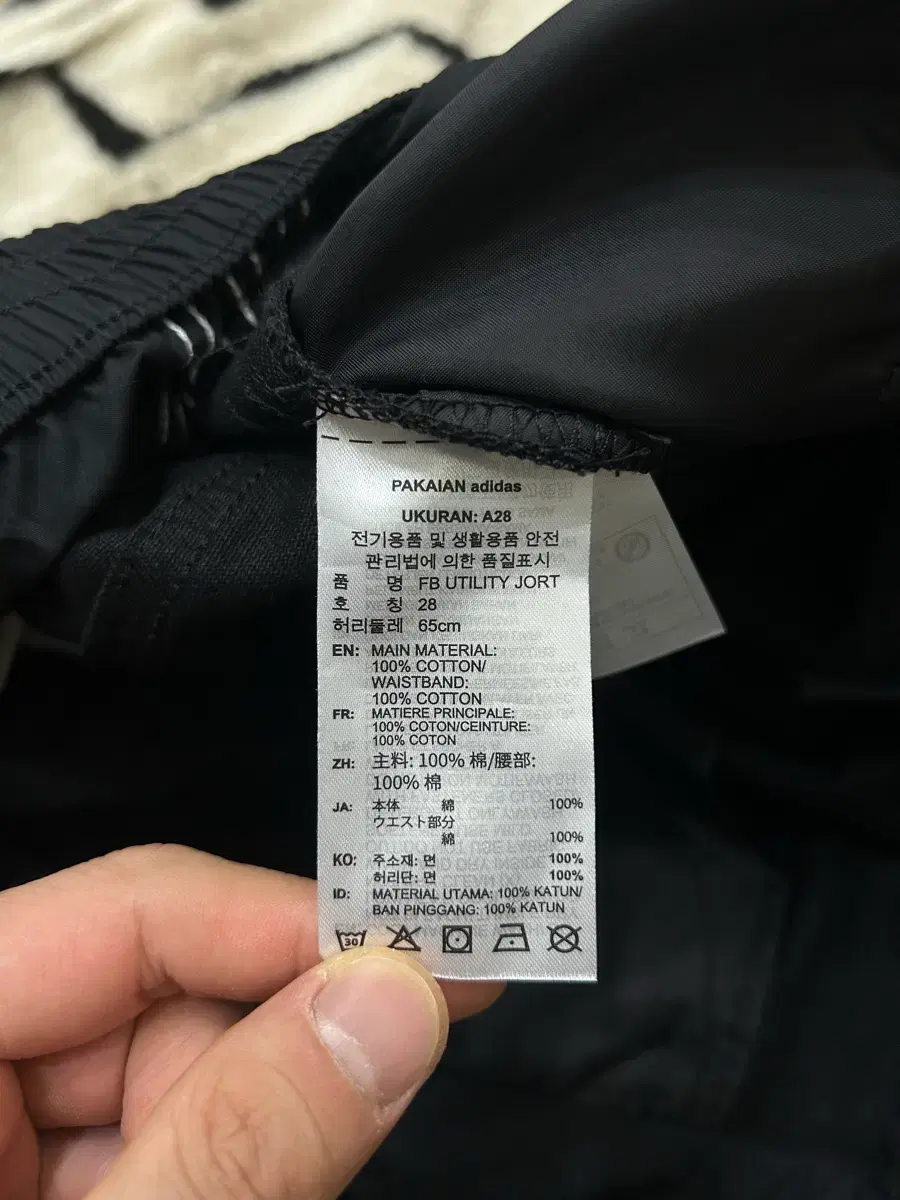 PAKAIAN adidas
UKURAN: A28
전기용품 및 생활용품 안전
관리법에 의한 품질표시
품 명 FB UTILITY JORT
호 칭 28
허리둘레 65cm
EN: MAIN MATERIAL:
100% COTTON/
WAISTBAND:
100% COTTON
FR: MATIERE PRINCIPALE:
100% COTON/CEINTURE:
100% COTON
ZH: 主料: 100% 棉/腰部:
100% 棉
JA: 本体 綿 100%
ウエスト部分
綿 100%
KO: 주소재: 면 100%
허리단: 면 100%
ID: MATERIAL UTAMA: 100% KATUN/
BAN PINGGANG: 100% KATUN
30